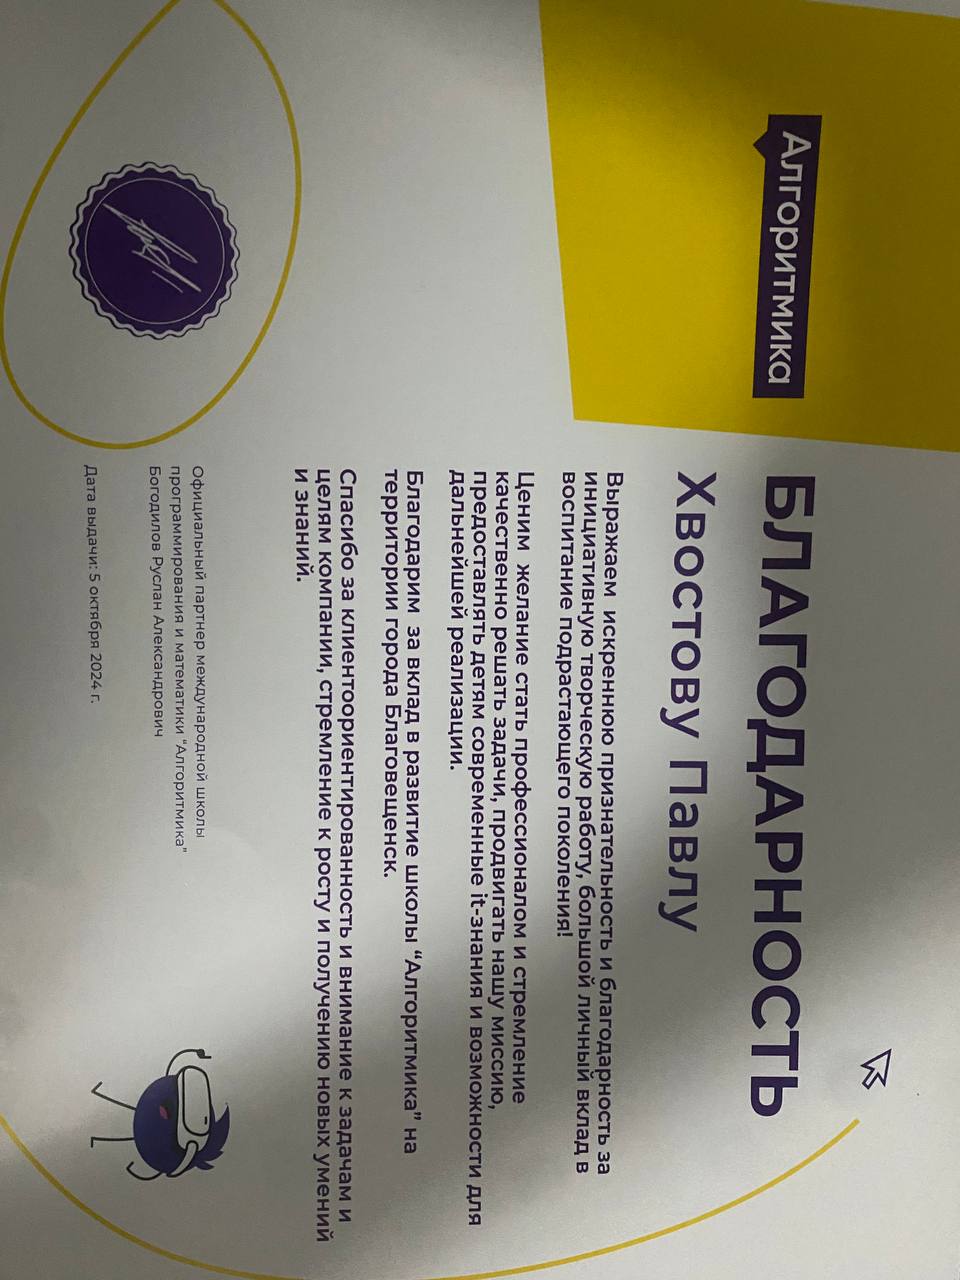 Алгоритмика
БЛАГОДАРНОСТЬ
Хвостову Павлу
Выражаем искреннюю признательность и благодарность за
инициативную творческую работу, большой личный вклад в
воспитание подрастающего поколения!
Ценим желание стать профессионалом и стремление
качественно решать задачи, продвигать нашу миссию,
предоставлять детям современные it-знания и возможности для
дальнейшей реализации.
Благодарим за вклад в развитие школы “Алгоритмика” на
территории города Благовещенск.
Спасибо за клиентоориентированность и внимание к задачам и
целям компании, стремление к росту и получению новых умений
и знаний.
Официальный партнер международной школы
программирования и математики “Алгоритмика”
Богодилов Руслан Александрович
Дата выдачи: 5 октября 2024 г.